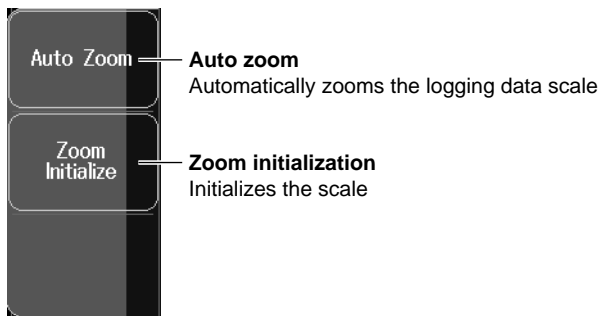 Auto Zoom
Auto zoom
Automatically zooms the logging data scale
Zoom
Initialize
Zoom initialization
Initializes the scale